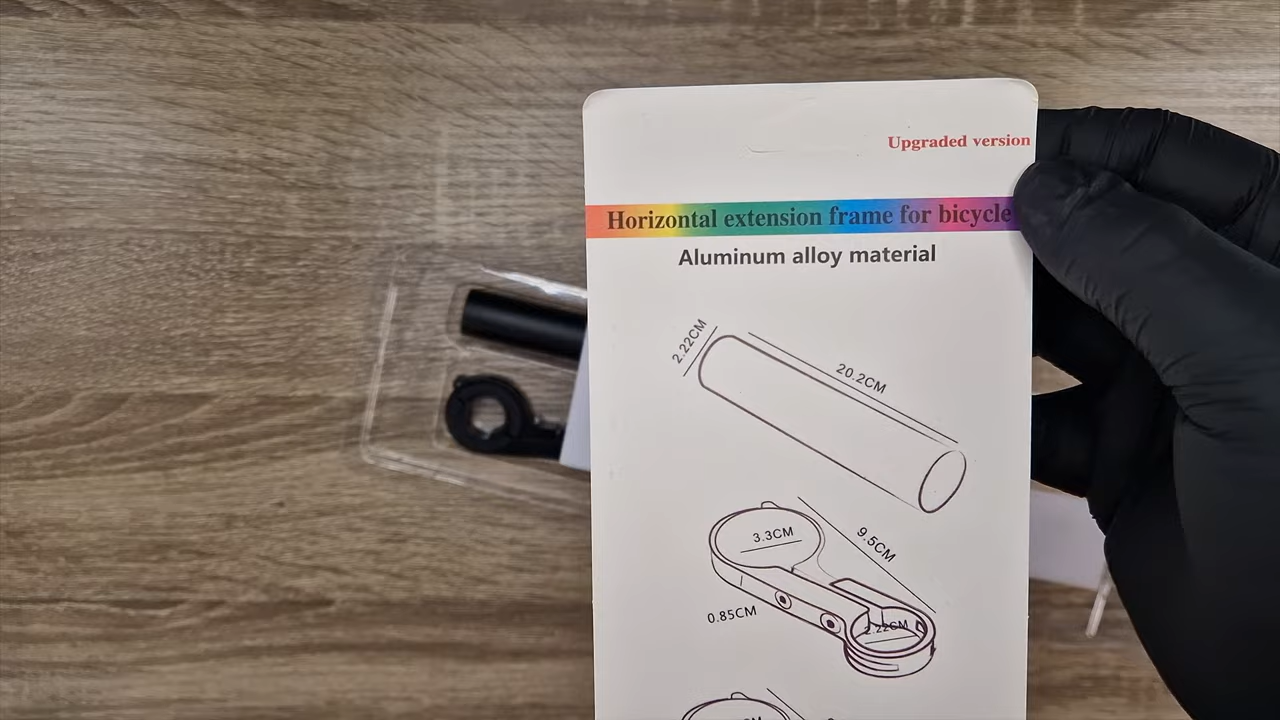 Upgraded version
Horizontal extension frame for bicycle
Aluminum alloy material
2.22CM
20.2CM
3.3CM
9.5CM
0.85CM
2.22CM